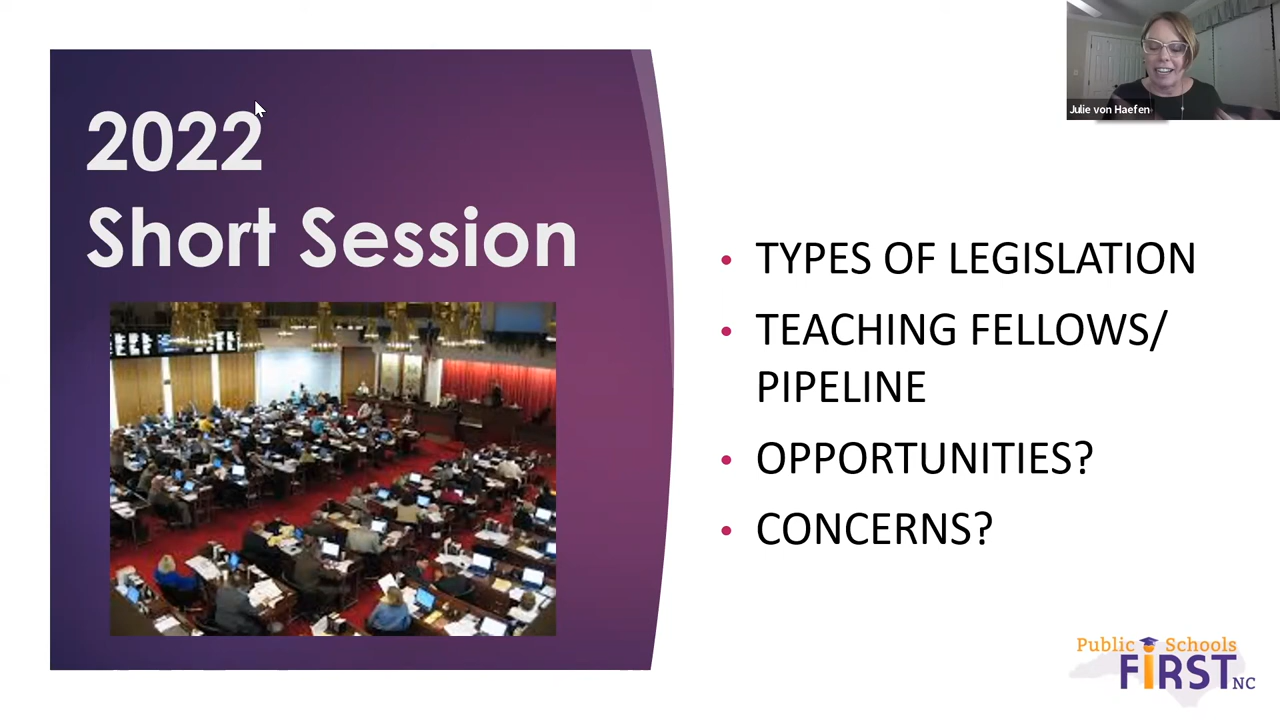 Julie von Haefen
2022
Short Session
• TYPES OF LEGISLATION
• TEACHING FELLOWS/
PIPELINE
• OPPORTUNITIES?
• CONCERNS?
Public Schools
FiRST NC